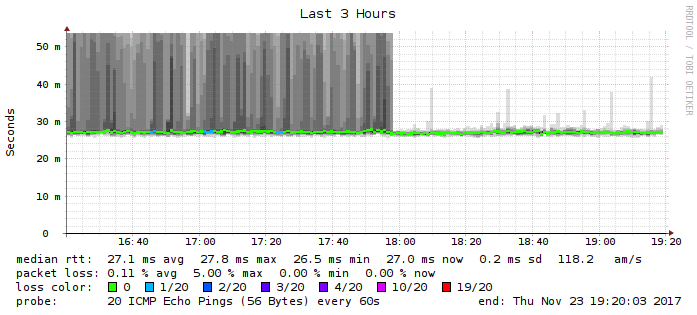 Last 3 Hours
RRDTOOL / TOBI OETIKER
Seconds
50 m
40 m
30 m
20 m
10 m
0
16:40 17:00 17:20 17:40 18:00 18:20 18:40 19:00 19:20
median rtt: 27.1 ms avg 27.8 ms max 26.5 ms min 27.0 ms now 0.2 ms sd 118.2 am/s
packet loss: 0.11 % avg 5.00 % max 0.00 % min 0.00 % now
loss color: 0 1/20 2/20 3/20 4/20 10/20 19/20
probe: 20 ICMP Echo Pings (56 Bytes) every 60s end: Thu Nov 23 19:20:03 2017